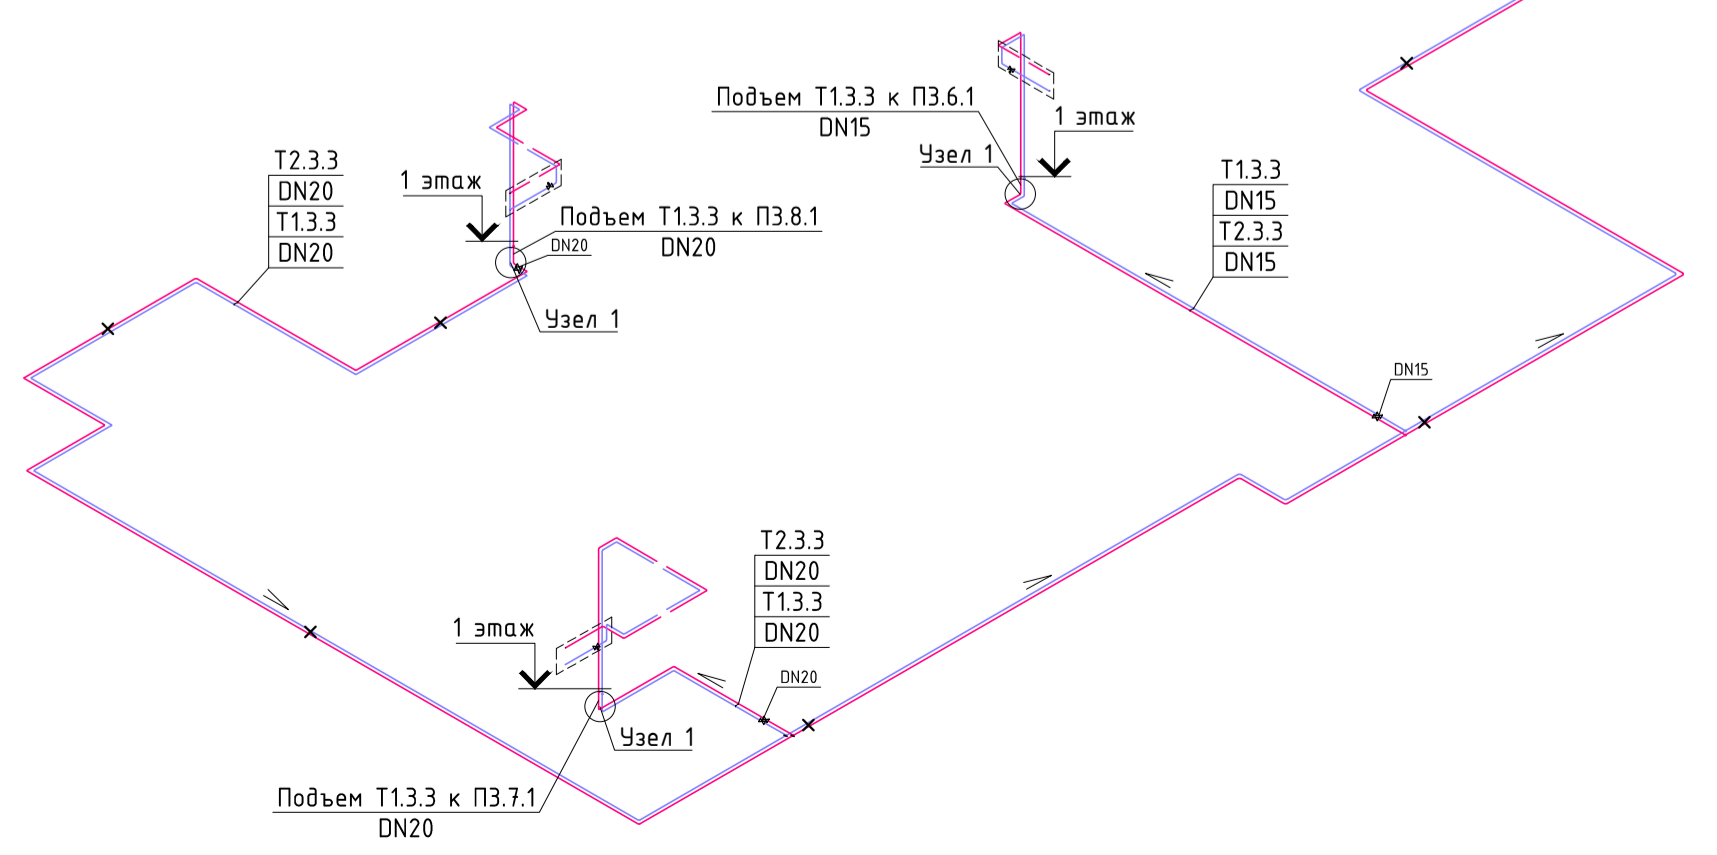 Подъем Т1.3.3 к П3.6.1
DN15
1 этаж
Узел 1
Т2.3.3
DN20
Т1.3.3
DN20
1 этаж
Т1.3.3
DN15
Т2.3.3
DN15
Подъем Т1.3.3 к П3.8.1
DN20
DN20
Узел 1
DN15
Т2.3.3
DN20
Т1.3.3
DN20
1 этаж
DN20
Узел 1
Подъем Т1.3.3 к П3.7.1
DN20